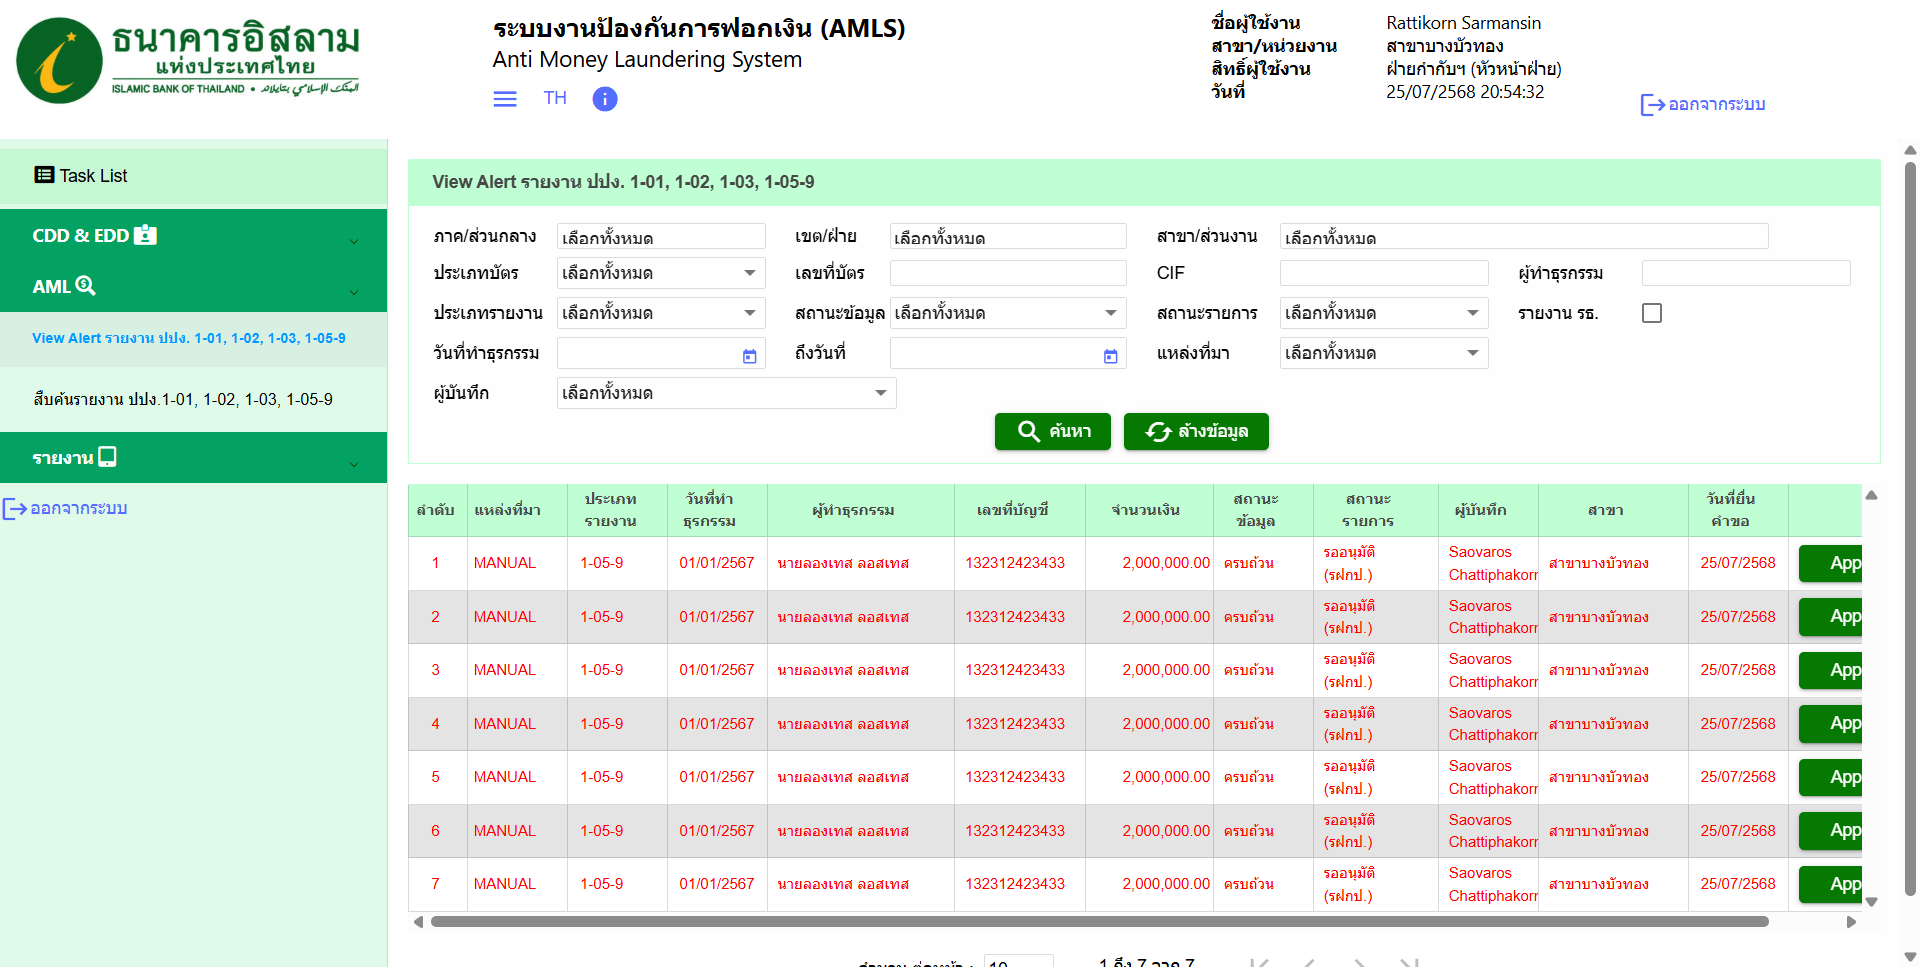 ธนาคารอิสลาม
แห่งประเทศไทย
ISLAMIC BANK OF THAILAND •
ระบบงานป้องกันการฟอกเงิน (AMLS)
Anti Money Laundering System
TH
ชื่อผู้ใช้งาน Rattikorn Sarmansin
สาขา/หน่วยงาน สาขาบางบัวทอง
สิทธิ์ผู้ใช้งาน ฝ่ายกำกับฯ (หัวหน้าฝ่าย)
วันที่ 25/07/2568 20:54:32
ออกจากระบบ
Task List
CDD & EDD
AML
View Alert รายงาน ปปง. 1-01, 1-02, 1-03, 1-05-9
สืบค้นรายงาน ปปง.1-01, 1-02, 1-03, 1-05-9
รายงาน
ออกจากระบบ
View Alert รายงาน ปปง. 1-01, 1-02, 1-03, 1-05-9
ภาค/ส่วนกลาง เลือกทั้งหมด เขต/ฝ่าย เลือกทั้งหมด สาขา/ส่วนงาน เลือกทั้งหมด
ประเภทบัตร เลือกทั้งหมด เลขที่บัตร CIF ผู้ทำธุรกรรม
ประเภทรายงาน เลือกทั้งหมด สถานะข้อมูล เลือกทั้งหมด สถานะรายการ เลือกทั้งหมด รายงาน รธ.
วันที่ทำธุรกรรม ถึงวันที่ แหล่งที่มา เลือกทั้งหมด
ผู้บันทึก เลือกทั้งหมด
ค้นหา ล้างข้อมูล
ลำดับ แหล่งที่มา ประเภทรายงาน วันที่ทำธุรกรรม ผู้ทำธุรกรรม เลขที่บัญชี จำนวนเงิน สถานะข้อมูล สถานะรายการ ผู้บันทึก สาขา วันที่ยื่นคำขอ
1 MANUAL 1-05-9 01/01/2567 นายลองเทส ลอสเทส 132312423433 2,000,000.00 ครบถ้วน รออนุมัติ (รฝกป.) Saovaros Chattiphakorn สาขาบางบัวทอง 25/07/2568 App
2 MANUAL 1-05-9 01/01/2567 นายลองเทส ลอสเทส 132312423433 2,000,000.00 ครบถ้วน รออนุมัติ (รฝกป.) Saovaros Chattiphakorn สาขาบางบัวทอง 25/07/2568 App
3 MANUAL 1-05-9 01/01/2567 นายลองเทส ลอสเทส 132312423433 2,000,000.00 ครบถ้วน รออนุมัติ (รฝกป.) Saovaros Chattiphakorn สาขาบางบัวทอง 25/07/2568 App
4 MANUAL 1-05-9 01/01/2567 นายลองเทส ลอสเทส 132312423433 2,000,000.00 ครบถ้วน รออนุมัติ (รฝกป.) Saovaros Chattiphakorn สาขาบางบัวทอง 25/07/2568 App
5 MANUAL 1-05-9 01/01/2567 นายลองเทส ลอสเทส 132312423433 2,000,000.00 ครบถ้วน รออนุมัติ (รฝกป.) Saovaros Chattiphakorn สาขาบางบัวทอง 25/07/2568 App
6 MANUAL 1-05-9 01/01/2567 นายลองเทส ลอสเทส 132312423433 2,000,000.00 ครบถ้วน รออนุมัติ (รฝกป.) Saovaros Chattiphakorn สาขาบางบัวทอง 25/07/2568 App
7 MANUAL 1-05-9 01/01/2567 นายลองเทส ลอสเทส 132312423433 2,000,000.00 ครบถ้วน รออนุมัติ (รฝกป.) Saovaros Chattiphakorn สาขาบางบัวทอง 25/07/2568 App
10 1 ถึง 7 จาก 7